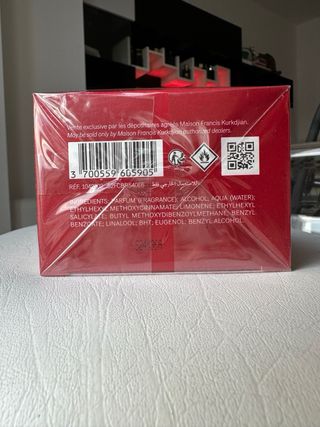 Vente exclusive par les dépositaires agréés Maison Francis Kurkdjian.
May be sold only by Maison Francis Kurkdjian authorized dealers.
3 700559 605905
INGREDIENTS: PARFUM (FRAGRANCE); ALCOHOL; AQUA (WATER);
ETHYLHEXYL METHOXYCINNAMATE; LIMONENE; ETHYLHEXYL
SALICYLATE; BUTYL METHOXYDIBENZOYLMETHANE; BENZYL
BENZOATE; LINALOOL; BHT; EUGENOL; BENZYL ALCOHOL.